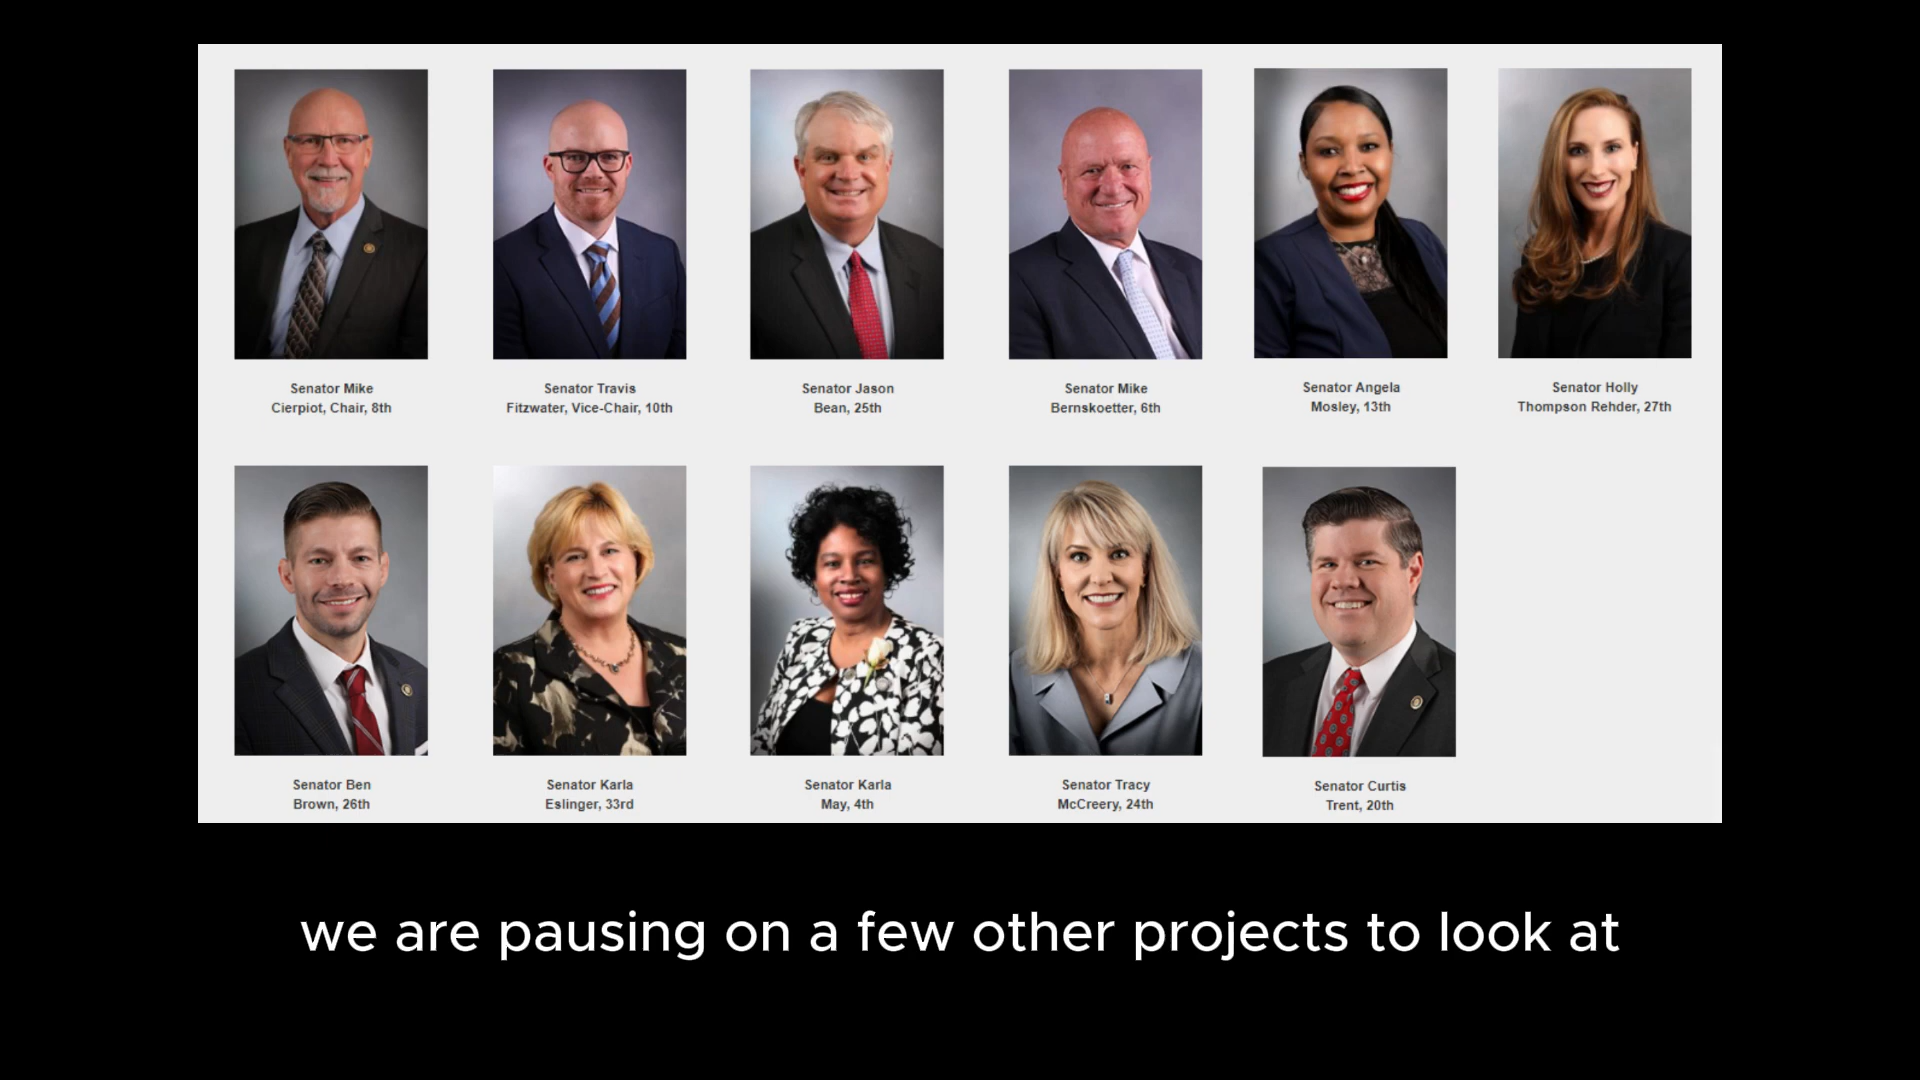 Senator Mike
Cierpiot, Chair, 8th
Senator Travis
Fitzwater, Vice-Chair, 10th
Senator Jason
Bean, 25th
Senator Mike
Bernskoetter, 6th
Senator Angela
Mosley, 13th
Senator Holly
Thompson Rehder, 27th
Senator Ben
Brown, 26th
Senator Karla
Eslinger, 33rd
Senator Karla
May, 4th
Senator Tracy
McCreery, 24th
Senator Curtis
Trent, 20th
we are pausing on a few other projects to look at